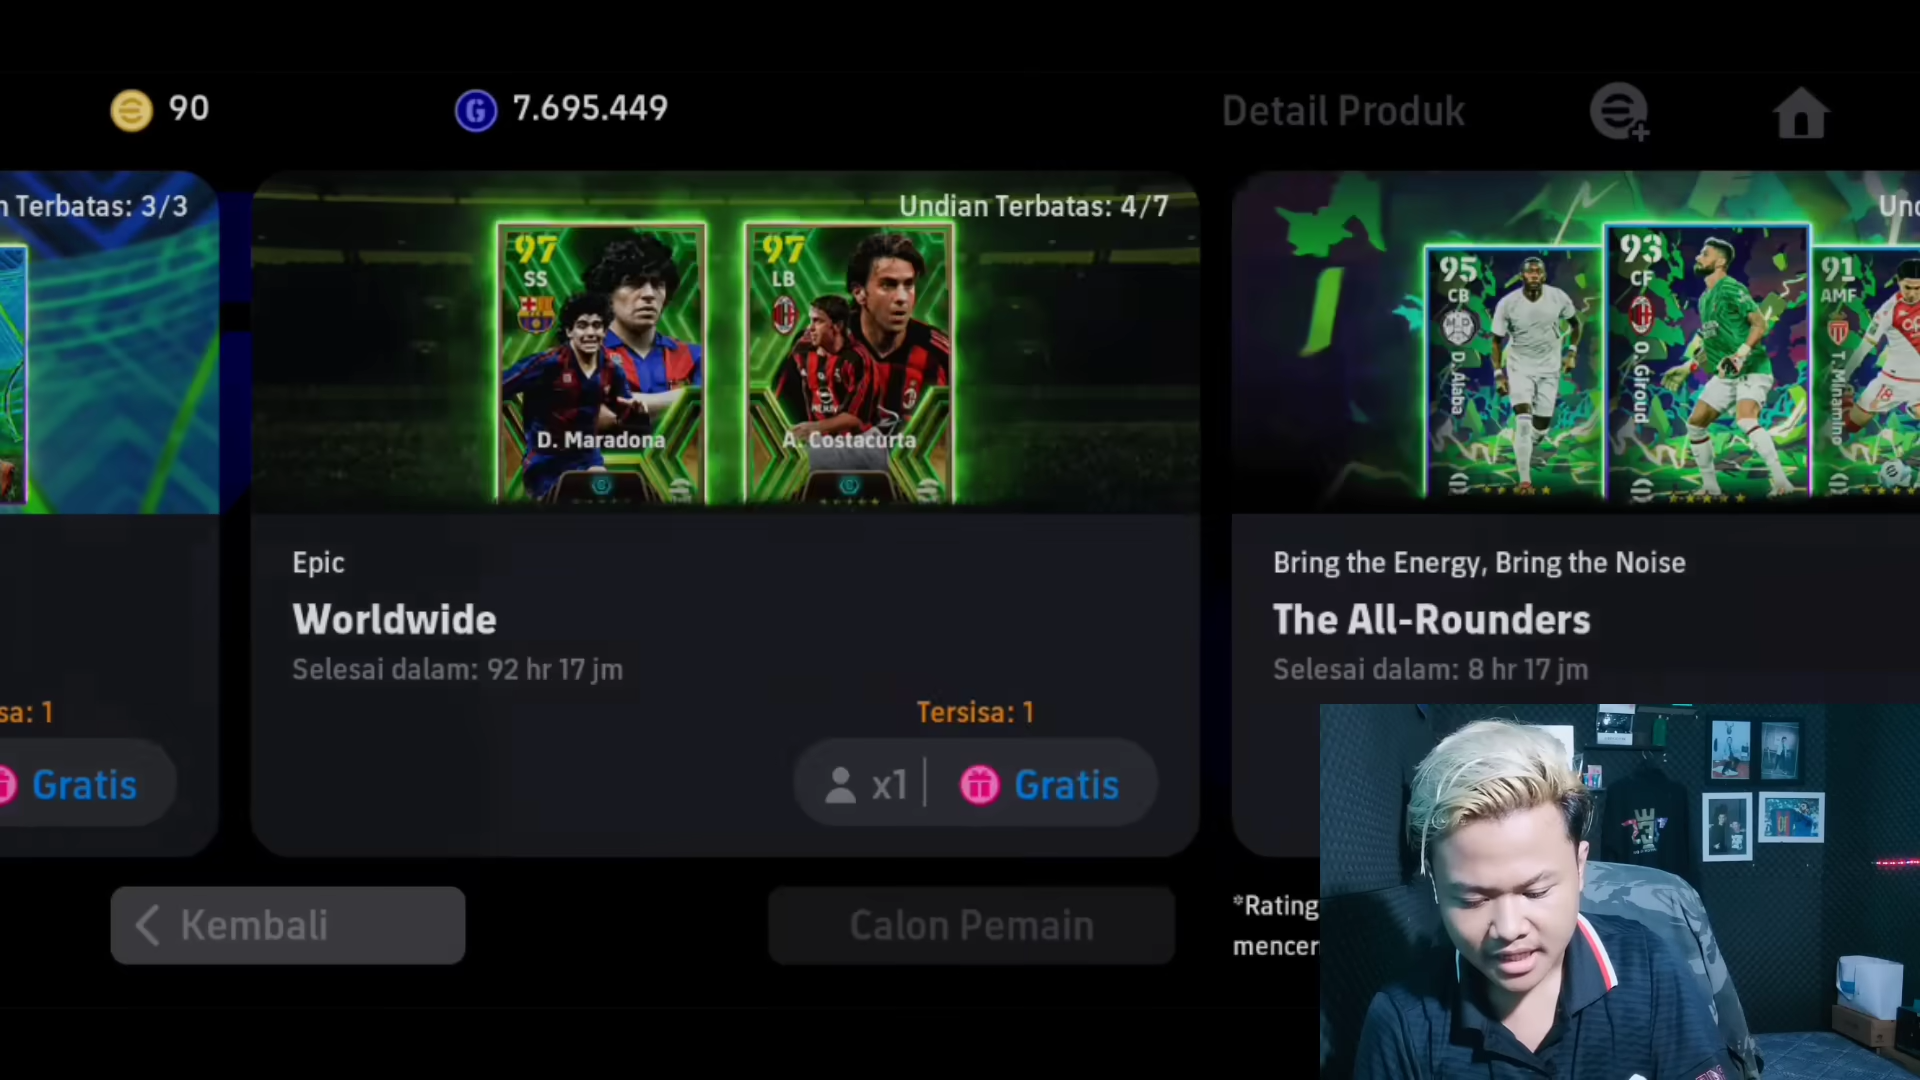 90
7.695.449
Detail Produk
Terbatas: 3/3
Undian Terbatas: 4/7
97
SS
D. Maradona
97
LB
A. Costacurta
95
CB
D. Alaba
93
CF
O. Giroud
91
AMF
T. Minamino
18
Epic
Worldwide
Selesai dalam: 92 hr 17 jm
Tersisa: 1
x1
Gratis
sa: 1
Gratis
Bring the Energy, Bring the Noise
The All-Rounders
Selesai dalam: 8 hr 17 jm
Kembali
Calon Pemain
*Rating
mencer